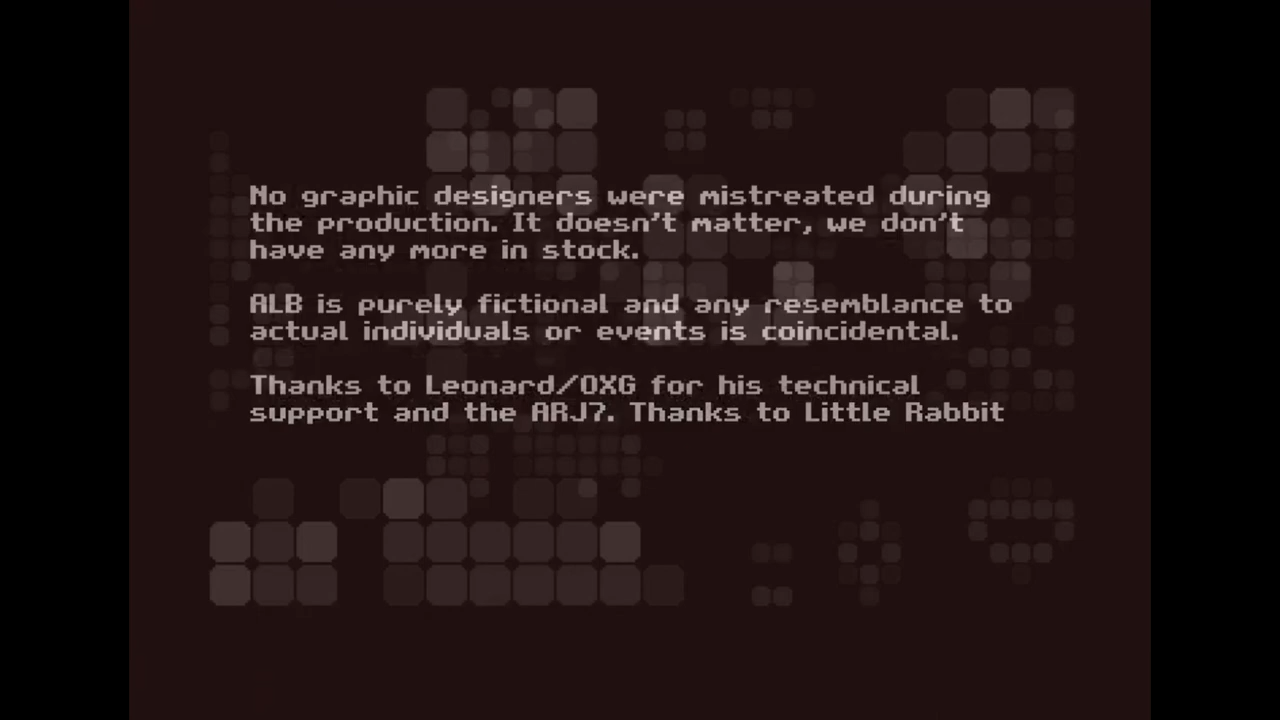 No graphic designers were mistreated during
the production. It doesn't matter, we don't
have any more in stock.
ALB is purely fictional and any resemblance to
actual individuals or events is coincidental.
Thanks to Leonard/OXG for his technical
support and the ARJ7. Thanks to Little Rabbit